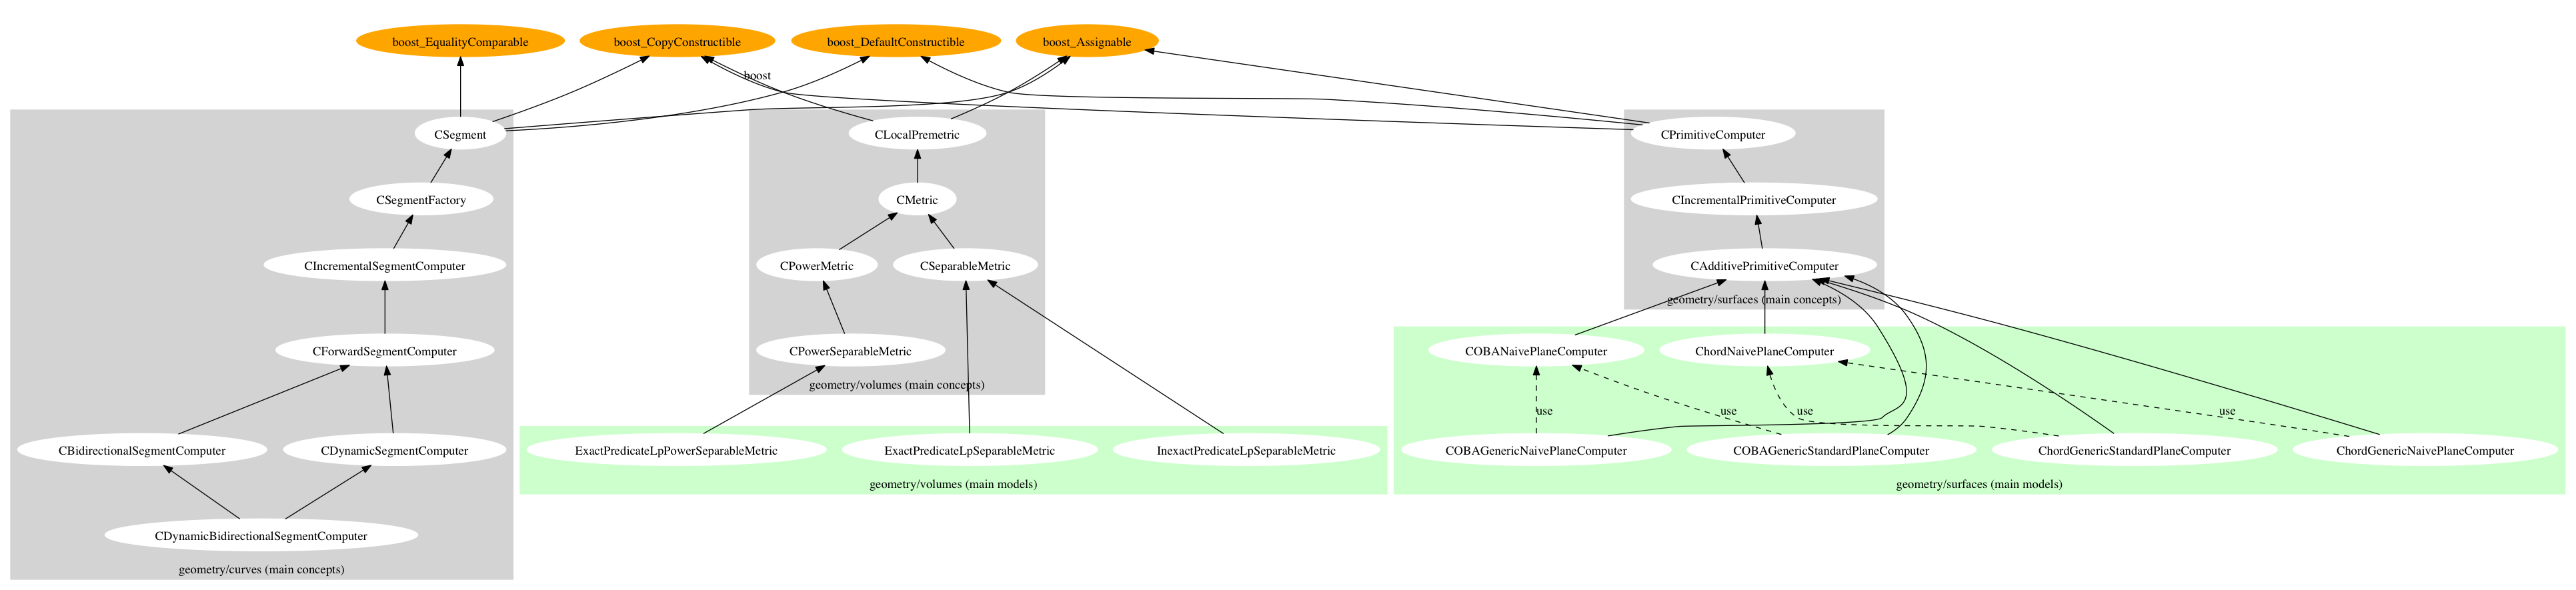 boost_EqualityComparable
boost_CopyConstructible
boost_DefaultConstructible
boost_Assignable
boost
CSegment
CLocalPremetric
CPrimitiveComputer
CSegmentFactory
CMetric
CIncrementalPrimitiveComputer
CIncrementalSegmentComputer
CPowerMetric
CSeparableMetric
CAdditivePrimitiveComputer
geometry/surfaces (main concepts)
CForwardSegmentComputer
CPowerSeparableMetric
COBANaivePlaneComputer
ChordNaivePlaneComputer
geometry/volumes (main concepts)
use
use
use
use
CBidirectionalSegmentComputer
CDynamicSegmentComputer
ExactPredicateLpPowerSeparableMetric
ExactPredicateLpSeparableMetric
InexactPredicateLpSeparableMetric
COBAGenericNaivePlaneComputer
COBAGenericStandardPlaneComputer
ChordGenericStandardPlaneComputer
ChordGenericNaivePlaneComputer
geometry/volumes (main models)
geometry/surfaces (main models)
CDynamicBidirectionalSegmentComputer
geometry/curves (main concepts)